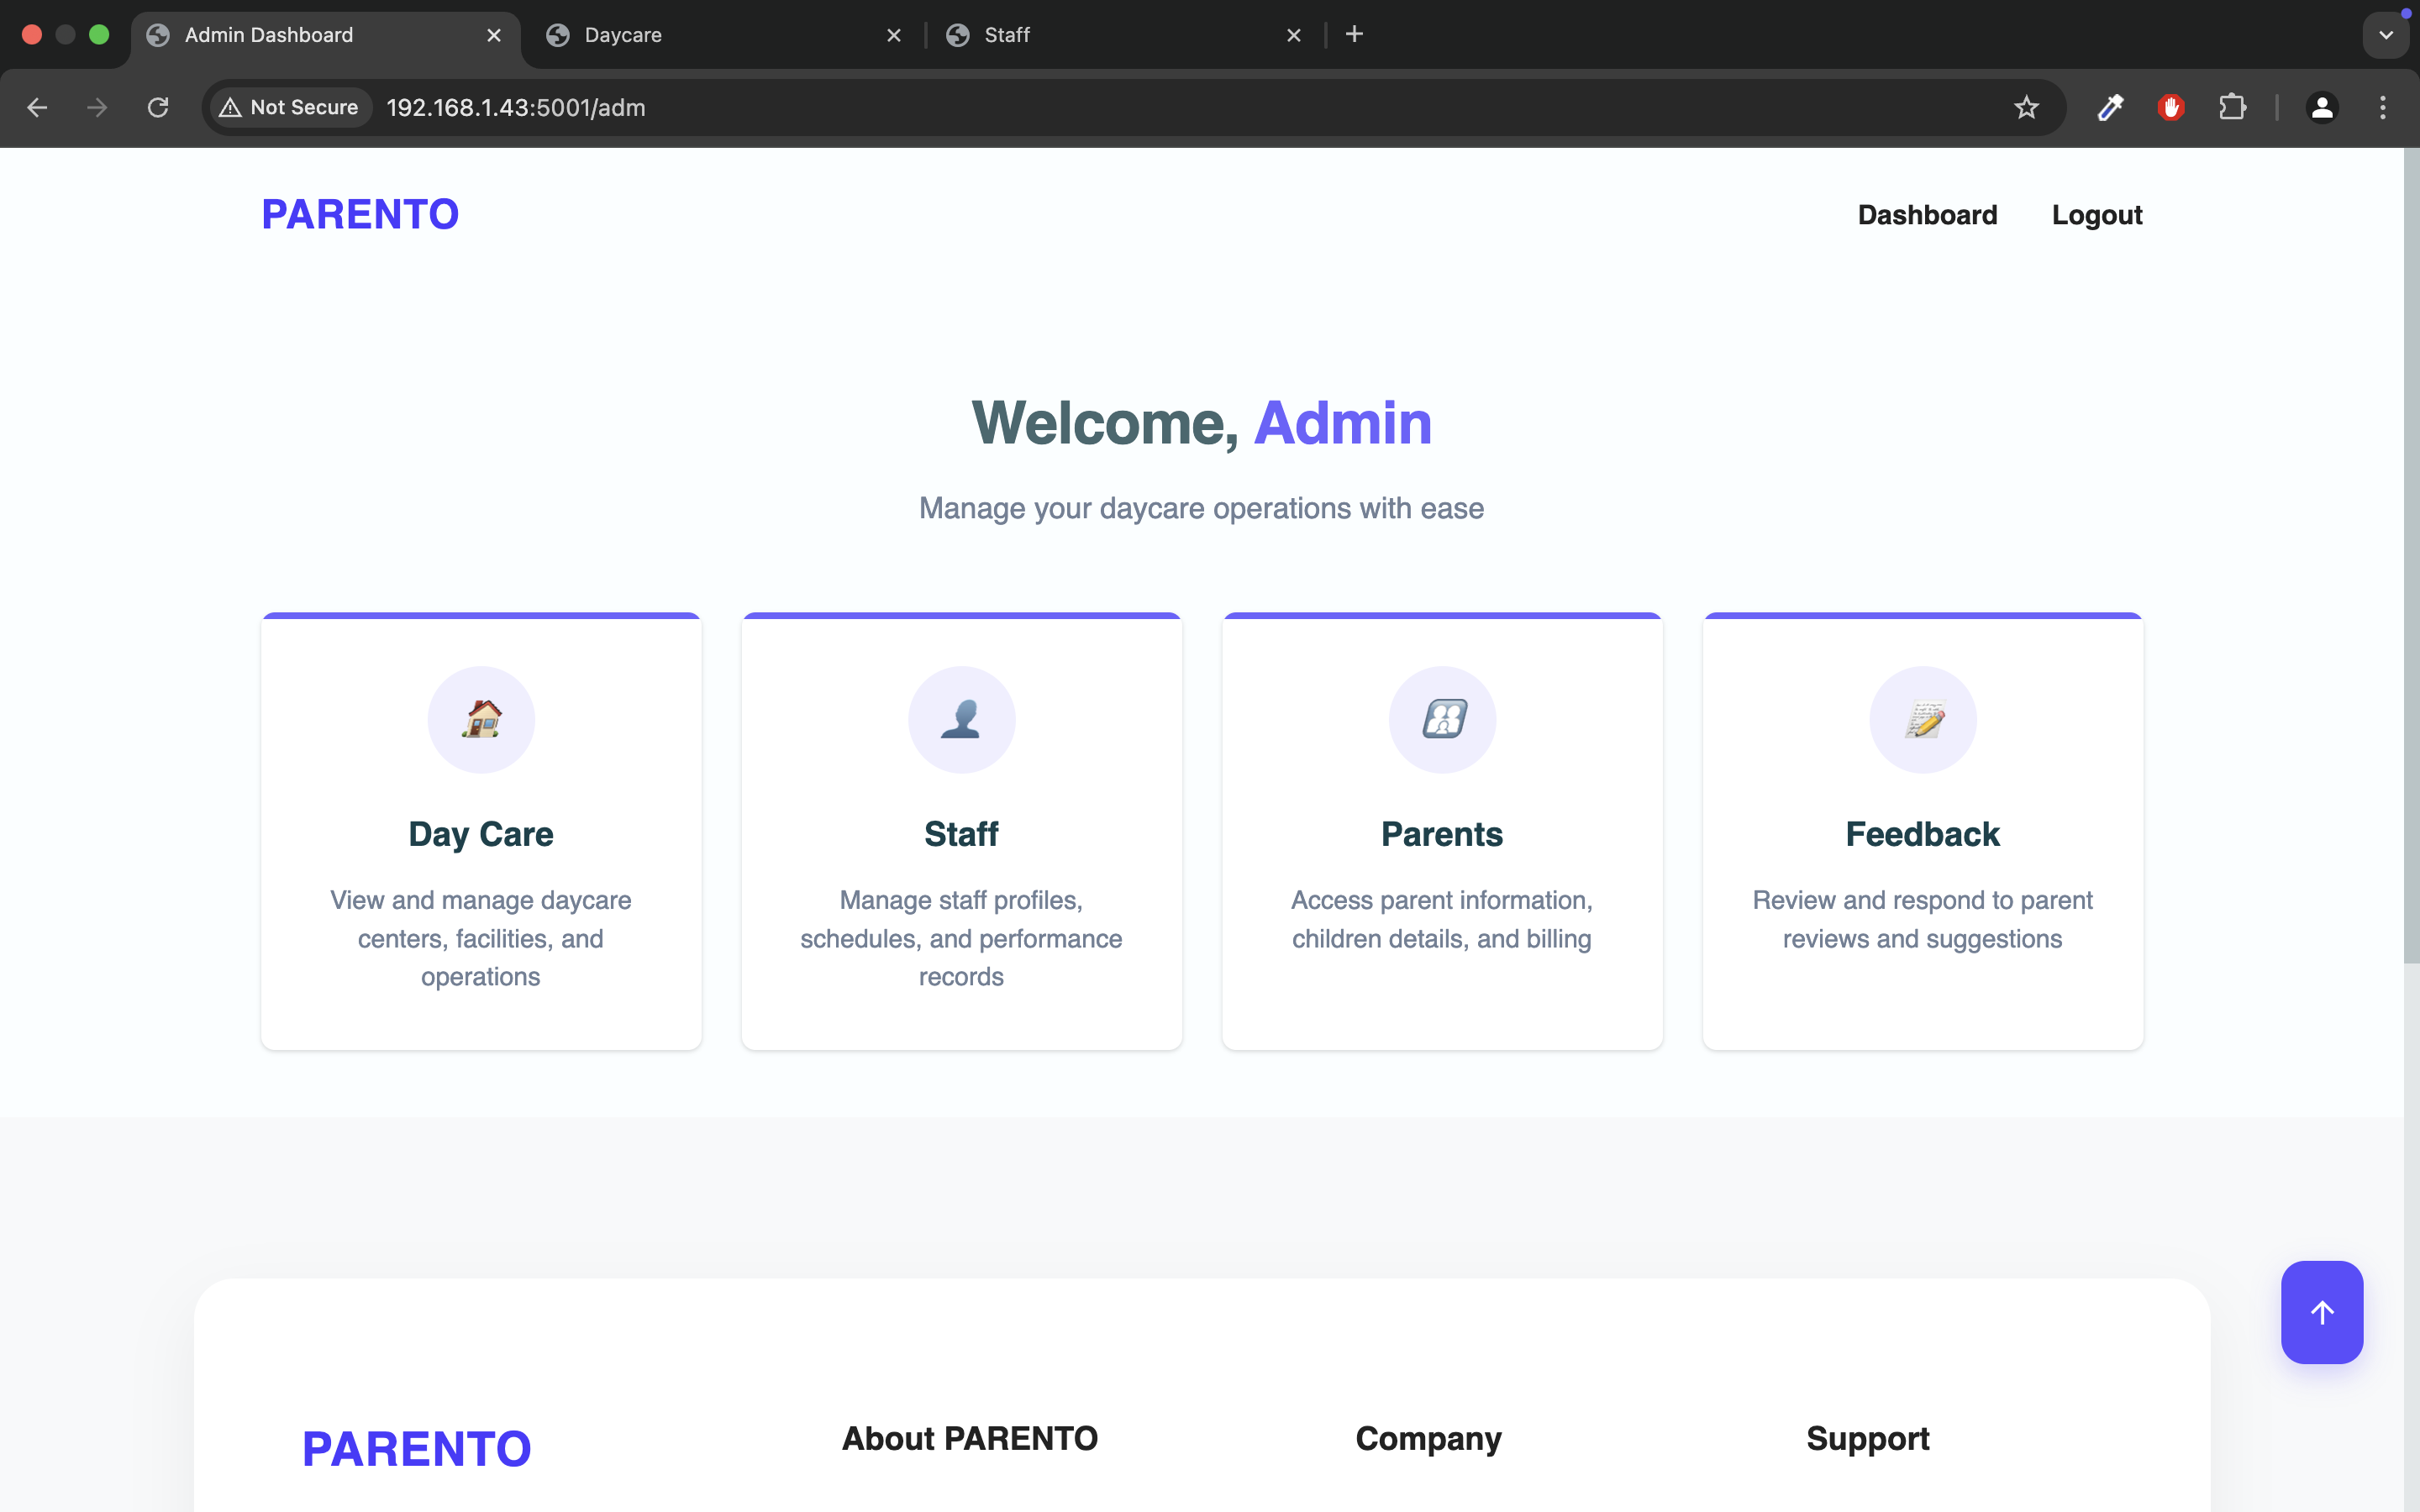 Admin Dashboard
Daycare
Staff
Not Secure
192.168.1.43:5001/adm
PARENTO
Dashboard
Logout
Welcome, Admin
Manage your daycare operations with ease
Day Care
View and manage daycare
centers, facilities, and
operations
Staff
Manage staff profiles,
schedules, and performance
records
Parents
Access parent information,
children details, and billing
Feedback
Review and respond to parent
reviews and suggestions
PARENTO
About PARENTO
Company
Support